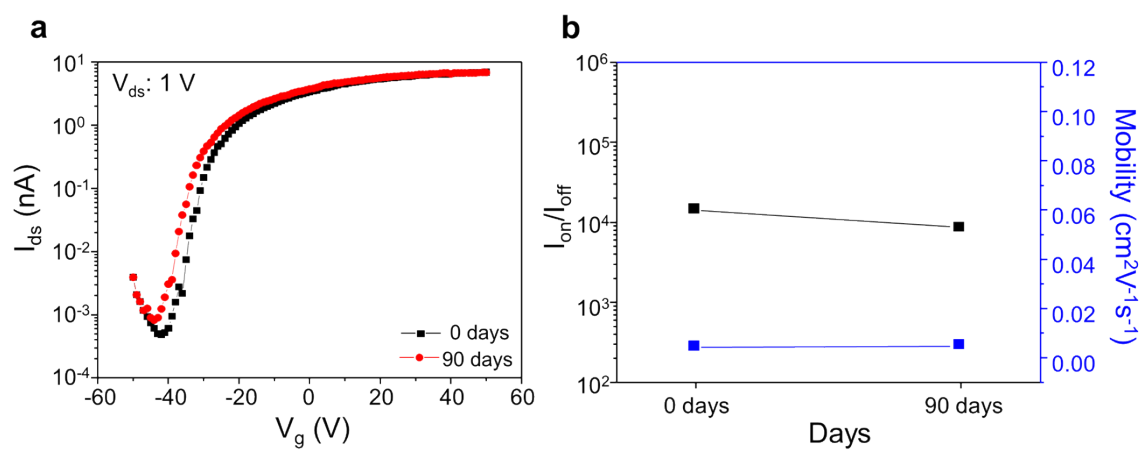 a
V_ds: 1 V
10^1
10^0
10^-1
10^-2
10^-3
10^-4
I_ds (nA)
0 days
90 days
-60 -40 -20 0 20 40 60
V_g (V)
b
10^6
10^5
10^4
10^3
10^2
I_on/I_off
0.12
0.10
0.08
0.06
0.04
0.02
0.00
Mobility (cm²V⁻¹s⁻¹)
0 days 90 days
Days